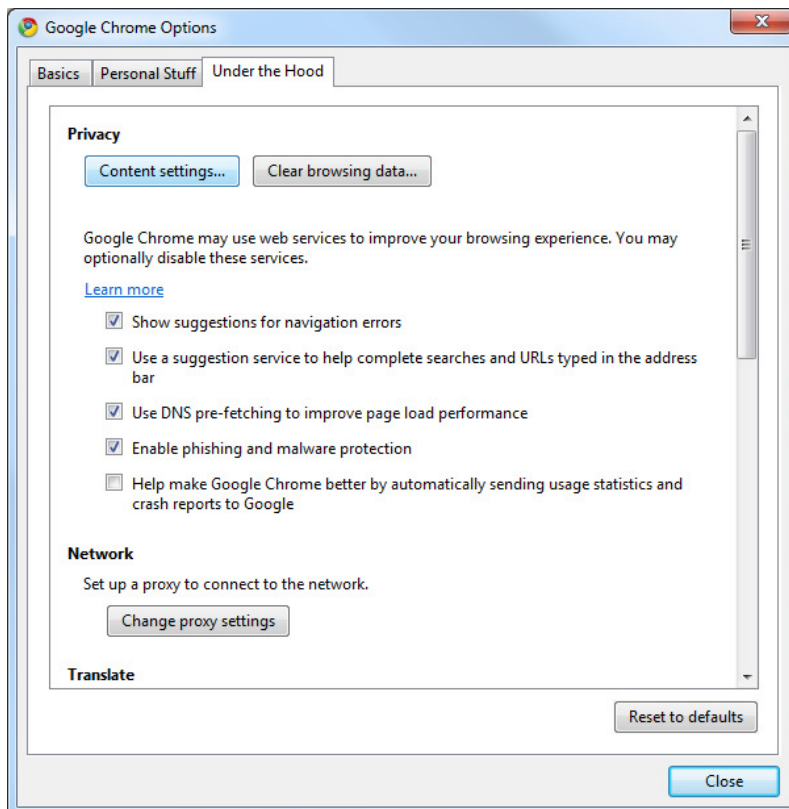 Google Chrome Options
Basics
Personal Stuff
Under the Hood
Privacy
Content settings...
Clear browsing data...
Google Chrome may use web services to improve your browsing experience. You may
optionally disable these services.
Learn more
Show suggestions for navigation errors
Use a suggestion service to help complete searches and URLs typed in the address
bar
Use DNS pre-fetching to improve page load performance
Enable phishing and malware protection
Help make Google Chrome better by automatically sending usage statistics and
crash reports to Google
Network
Set up a proxy to connect to the network.
Change proxy settings
Translate
Reset to defaults
Close